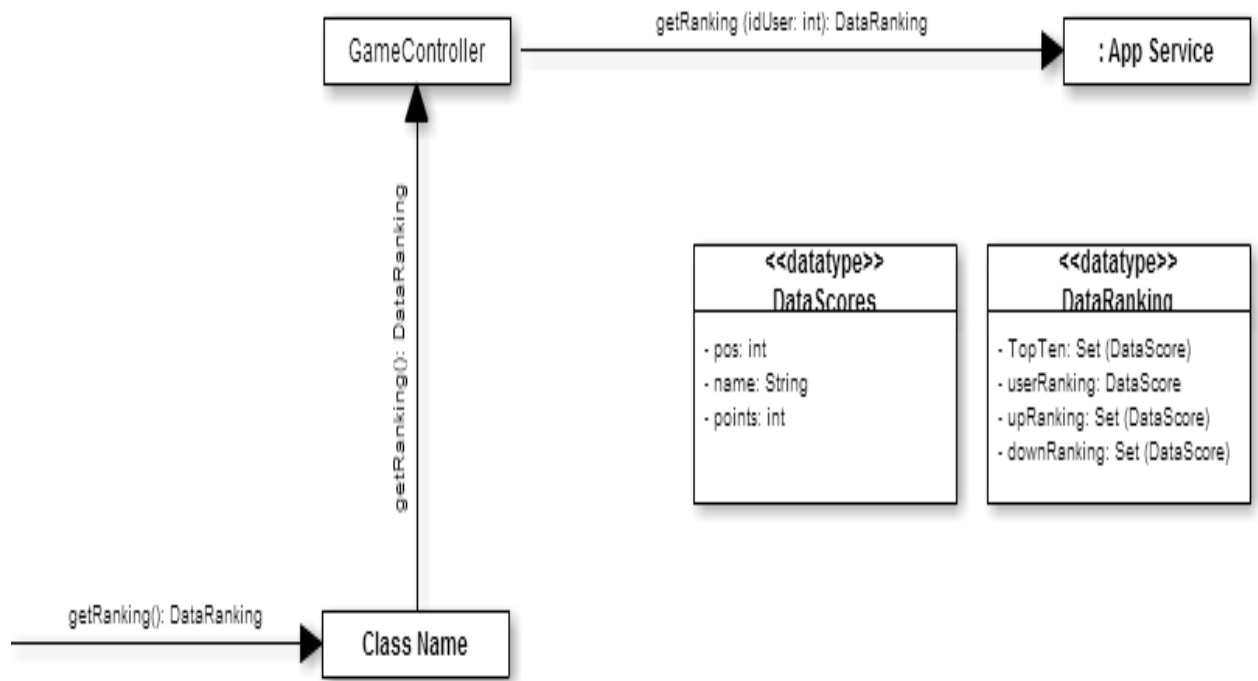 getRanking (idUser: int): DataRanking
GameController
: App Service
getRanking(): DataRanking
<<datatype>>
DataScores
- pos: int
- name: String
- points: int
<<datatype>>
DataRanking
- TopTen: Set (DataScore)
- userRanking: DataScore
- upRanking: Set (DataScore)
- downRanking: Set (DataScore)
getRanking(): DataRanking
Class Name